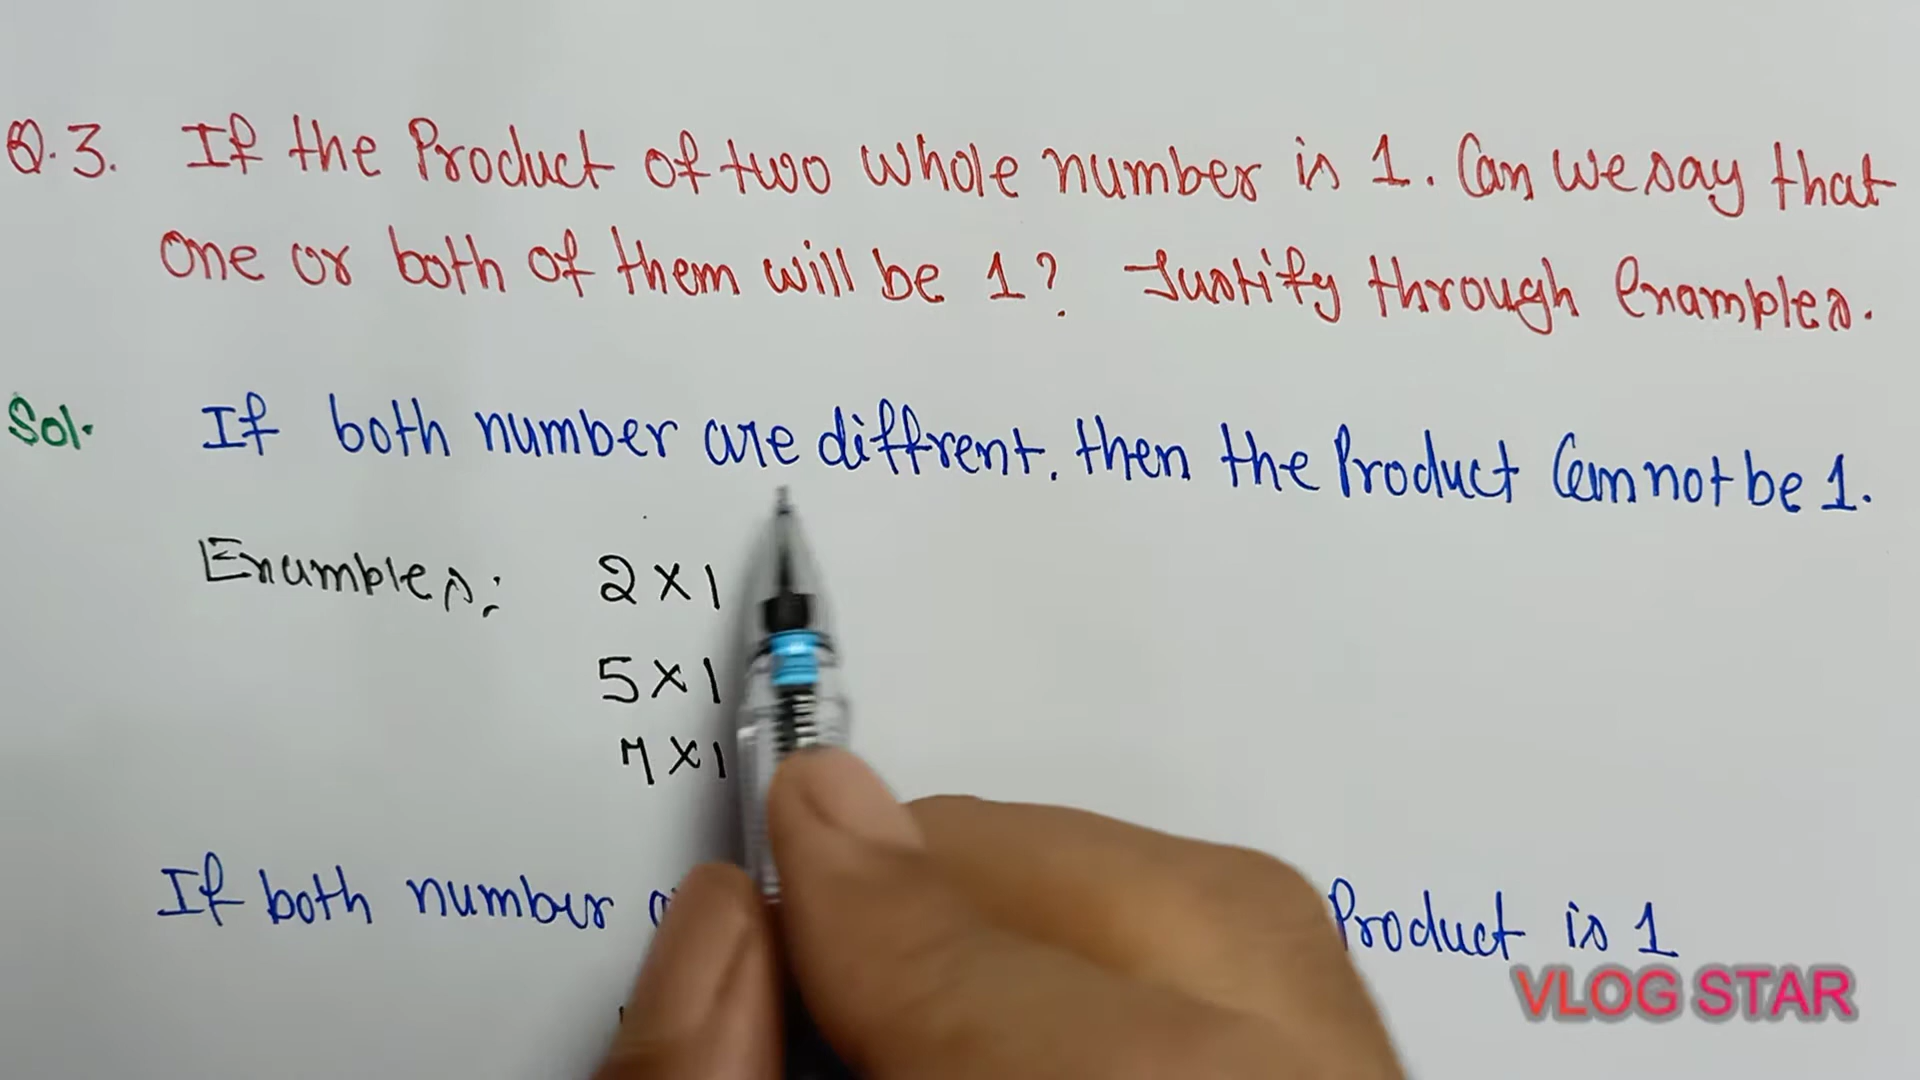 Q.3. If the Product of two whole number is 1. Can we say that
one or both of them will be 1? Justify through Examples.
Sol. If both number are diffrent. then the Product Can not be 1.
Examples:
2 × 1
5 × 1
7 × 1
If both number Product is 1
VLOG STAR